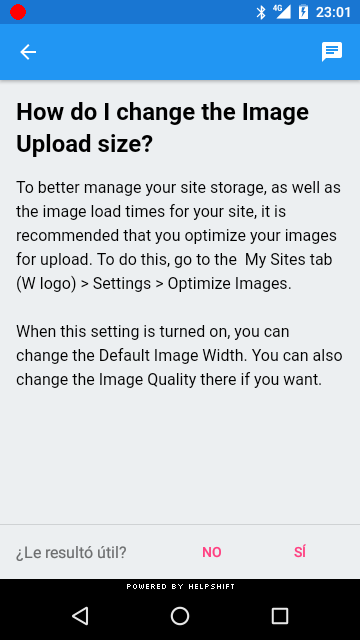 4G 23:01
How do I change the Image
Upload size?
To better manage your site storage, as well as
the image load times for your site, it is
recommended that you optimize your images
for upload. To do this, go to the  My Sites tab
(W logo) > Settings > Optimize Images.
When this setting is turned on, you can
change the Default Image Width. You can also
change the Image Quality there if you want.
¿Le resultó útil? NO SÍ
POWERED BY HELPSHIFT